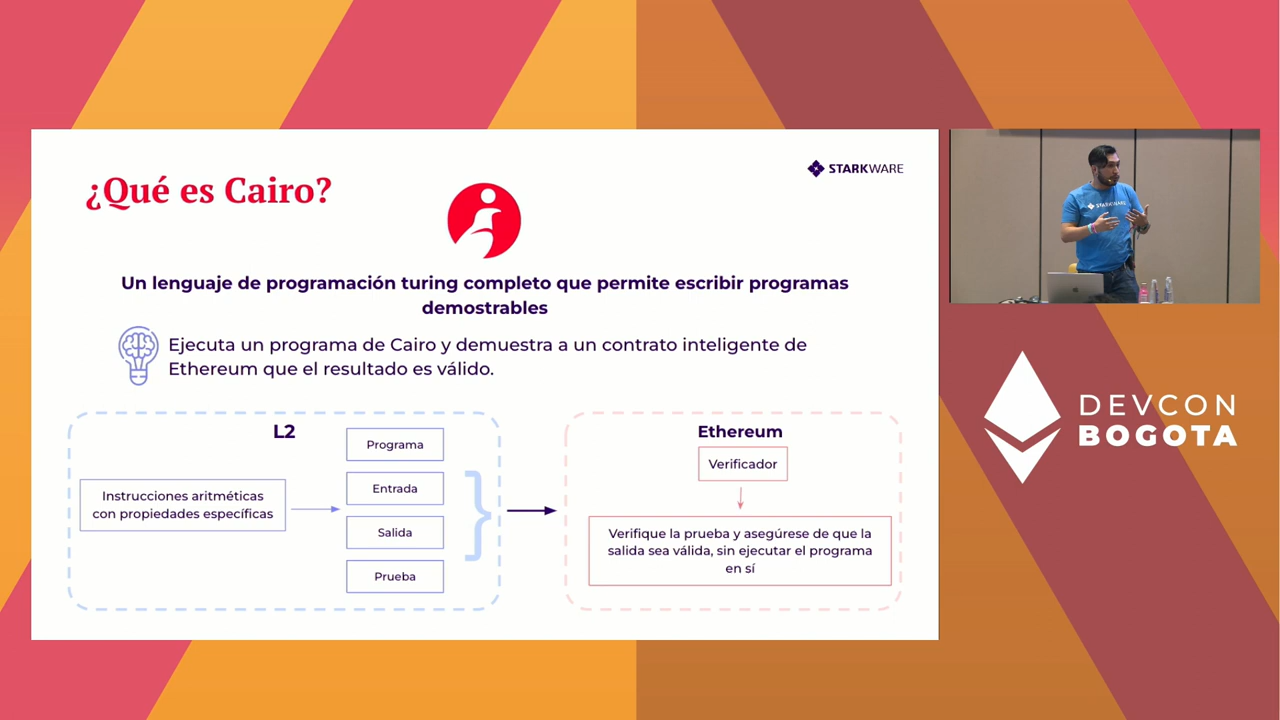 ¿Qué es Cairo?
STARKWARE
Un lenguaje de programación turing completo que permite escribir programas
demostrables
Ejecuta un programa de Cairo y demuestra a un contrato inteligente de
Ethereum que el resultado es válido.
L2
Instrucciones aritméticas
con propiedades específicas
Programa
Entrada
Salida
Prueba
Ethereum
Verificador
Verifique la prueba y asegúrese de que la
salida sea válida, sin ejecutar el programa
en sí
STARKWARE
DEVCON
BOGOTA